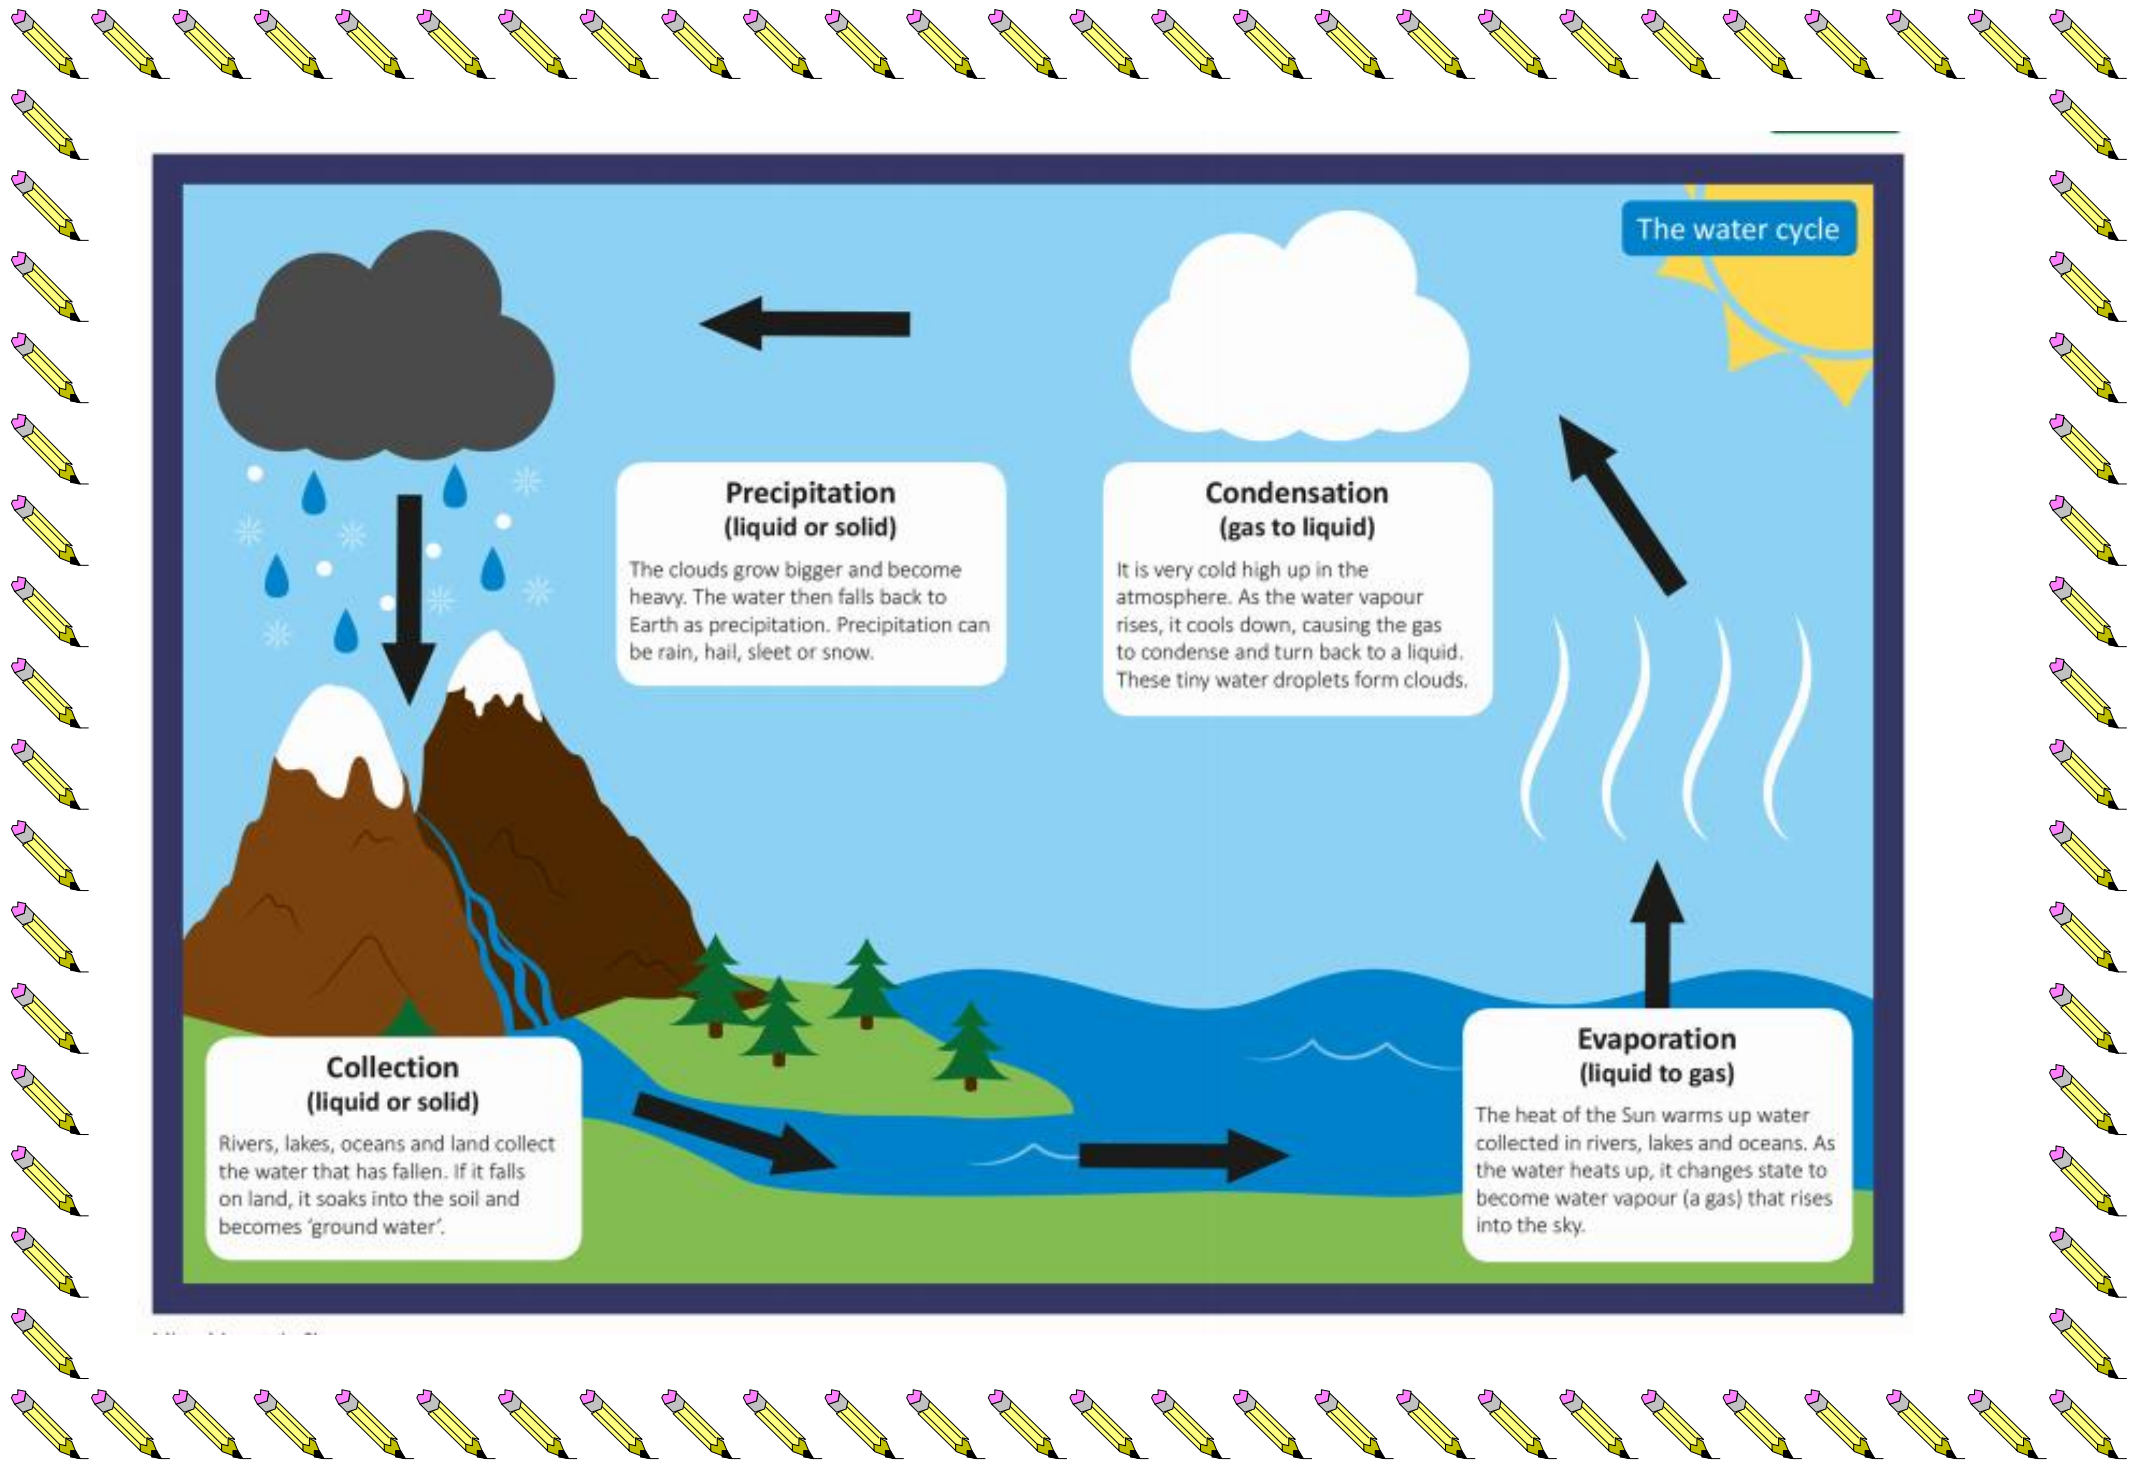 The water cycle
Precipitation
(liquid or solid)
The clouds grow bigger and become
heavy. The water then falls back to
Earth as precipitation. Precipitation can
be rain, hail, sleet or snow.
Condensation
(gas to liquid)
It is very cold high up in the
atmosphere. As the water vapour
rises, it cools down, causing the gas
to condense and turn back to a liquid.
These tiny water droplets form clouds.
Collection
(liquid or solid)
Rivers, lakes, oceans and land collect
the water that has fallen. If it falls
on land, it soaks into the soil and
becomes ‘ground water’.
Evaporation
(liquid to gas)
The heat of the Sun warms up water
collected in rivers, lakes and oceans. As
the water heats up, it changes state to
become water vapour (a gas) that rises
into the sky.